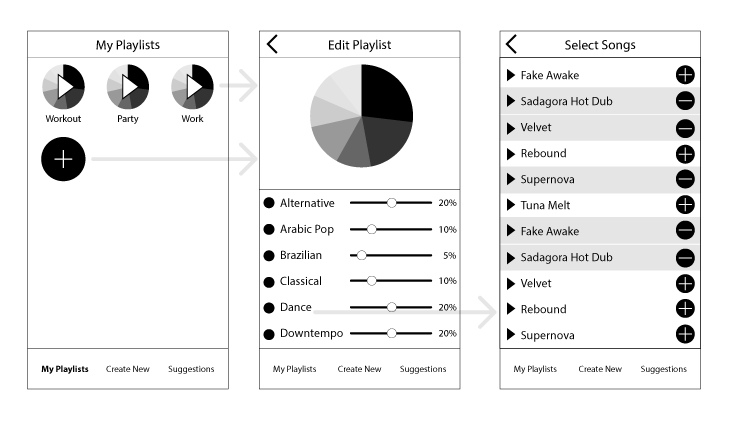 My Playlists
Workout
Party
Work
My Playlists
Create New
Suggestions
Edit Playlist
Alternative 20%
Arabic Pop 10%
Brazilian 5%
Classical 10%
Dance 20%
Downtempo 20%
My Playlists
Create New
Suggestions
Select Songs
Fake Awake
Sadagora Hot Dub
Velvet
Rebound
Supernova
Tuna Melt
Fake Awake
Sadagora Hot Dub
Velvet
Rebound
Supernova
My Playlists
Create New
Suggestions